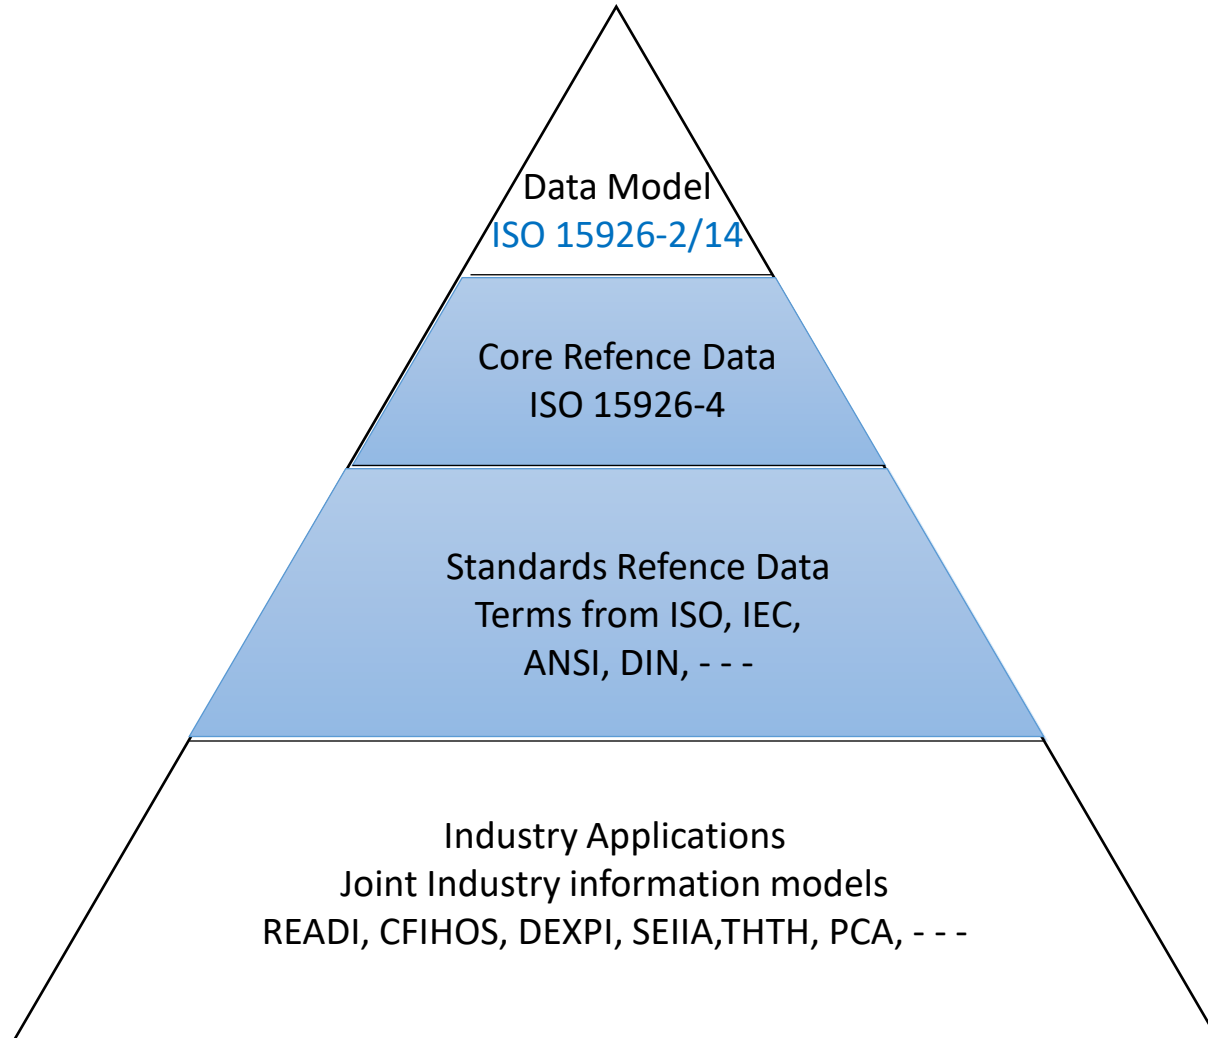 Data Model
ISO 15926-2/14
Core Refence Data
ISO 15926-4
Standards Refence Data
Terms from ISO, IEC,
ANSI, DIN, - - -
Industry Applications
Joint Industry information models
READI, CFIHOS, DEXPI, SEIIA,THTH, PCA, - - -